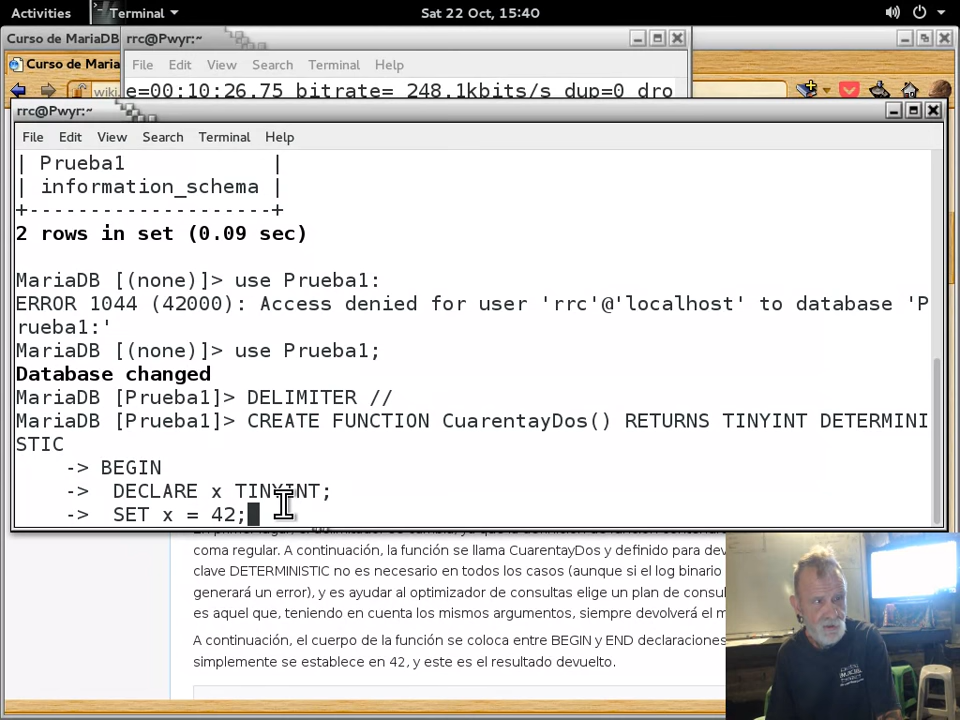 Activities Terminal Sat 22 Oct, 15:40
Curso de MariaDB rrc@Pwyr:~
Curso de Maria File Edit View Search Terminal Help
wiki. e=00:10:26.75 bitrate= 248.1kbits/s dup=0 dro
rrc@Pwyr:~
File Edit View Search Terminal Help
| Prueba1 |
| information_schema |
+--------------------+
2 rows in set (0.09 sec)
MariaDB [(none)]> use Prueba1:
ERROR 1044 (42000): Access denied for user 'rrc'@'localhost' to database 'P
rueba1:'
MariaDB [(none)]> use Prueba1;
Database changed
MariaDB [Prueba1]> DELIMITER //
MariaDB [Prueba1]> CREATE FUNCTION CuarentayDos() RETURNS TINYINT DETERMINI
STIC
-> BEGIN
-> DECLARE x TINYINT;
-> SET x = 42;
coma regular. A continuación, la función se llama CuarentayDos y definido para dev
clave DETERMINISTIC no es necesario en todos los casos (aunque si el log binario
generará un error), y es ayudar al optimizador de consultas elige un plan de consul
es aquel que, teniendo en cuenta los mismos argumentos, siempre devolverá el m
A continuación, el cuerpo de la función se coloca entre BEGIN y END declaraciones
simplemente se establece en 42, y este es el resultado devuelto.